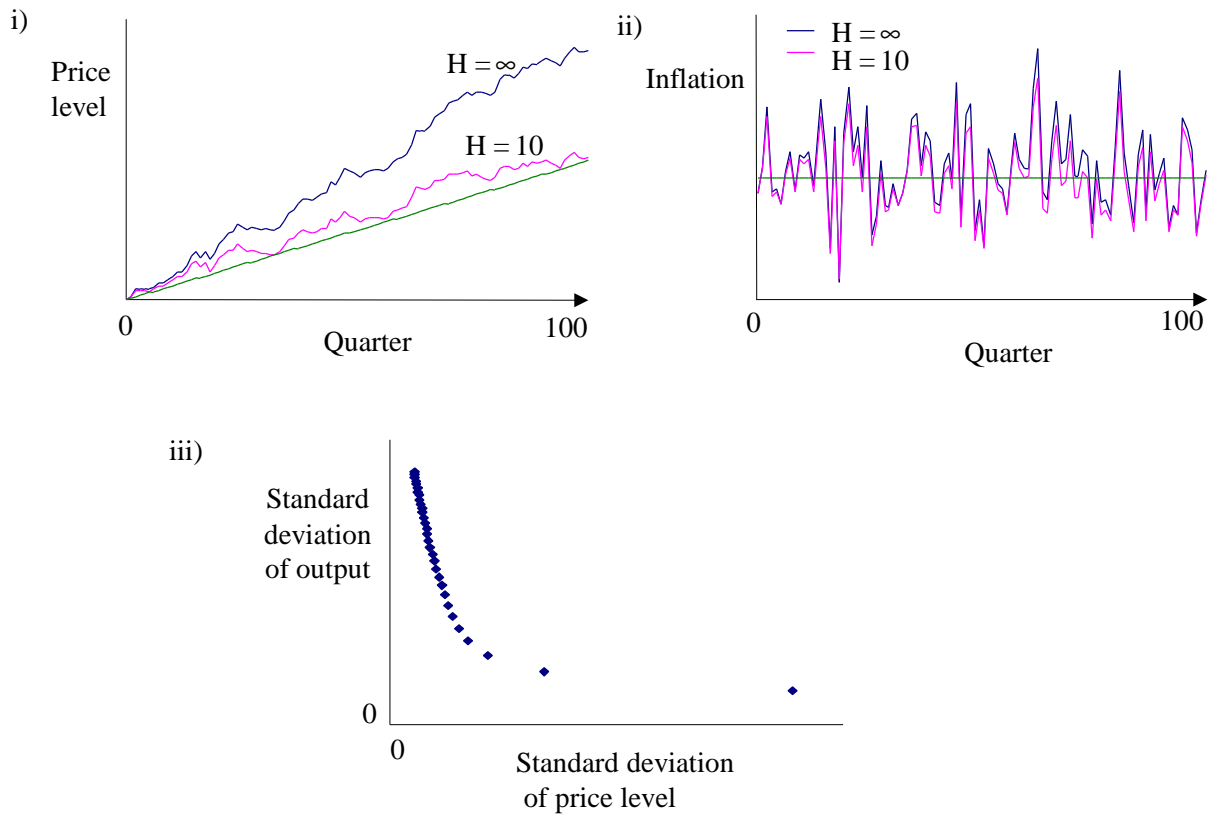 i)
Price
level
H = ∞
H = 10
0
100
Quarter
ii)
H = ∞
H = 10
Inflation
0
100
Quarter
iii)
Standard
deviation
of output
0
0
Standard deviation
of price level